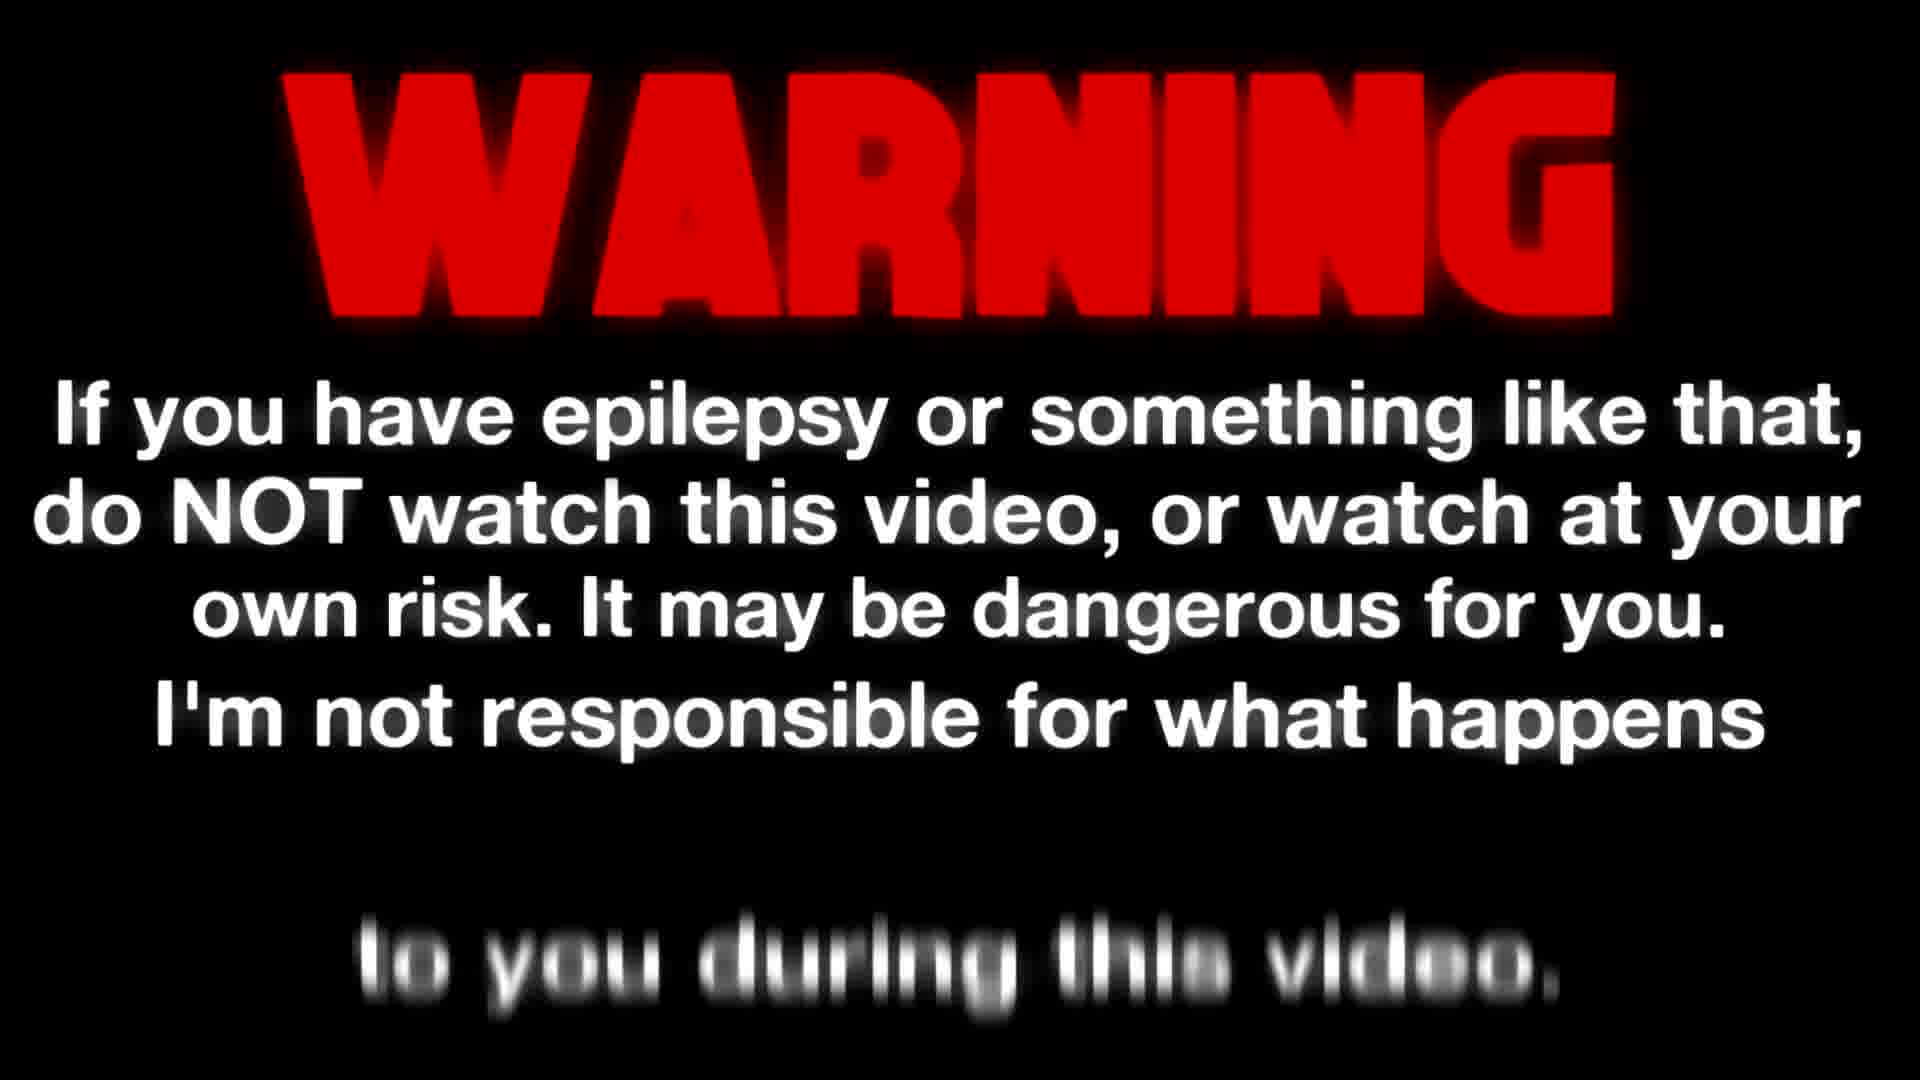 WARNING
If you have epilepsy or something like that,
do NOT watch this video, or watch at your
own risk. It may be dangerous for you.
I'm not responsible for what happens
to you during this video.